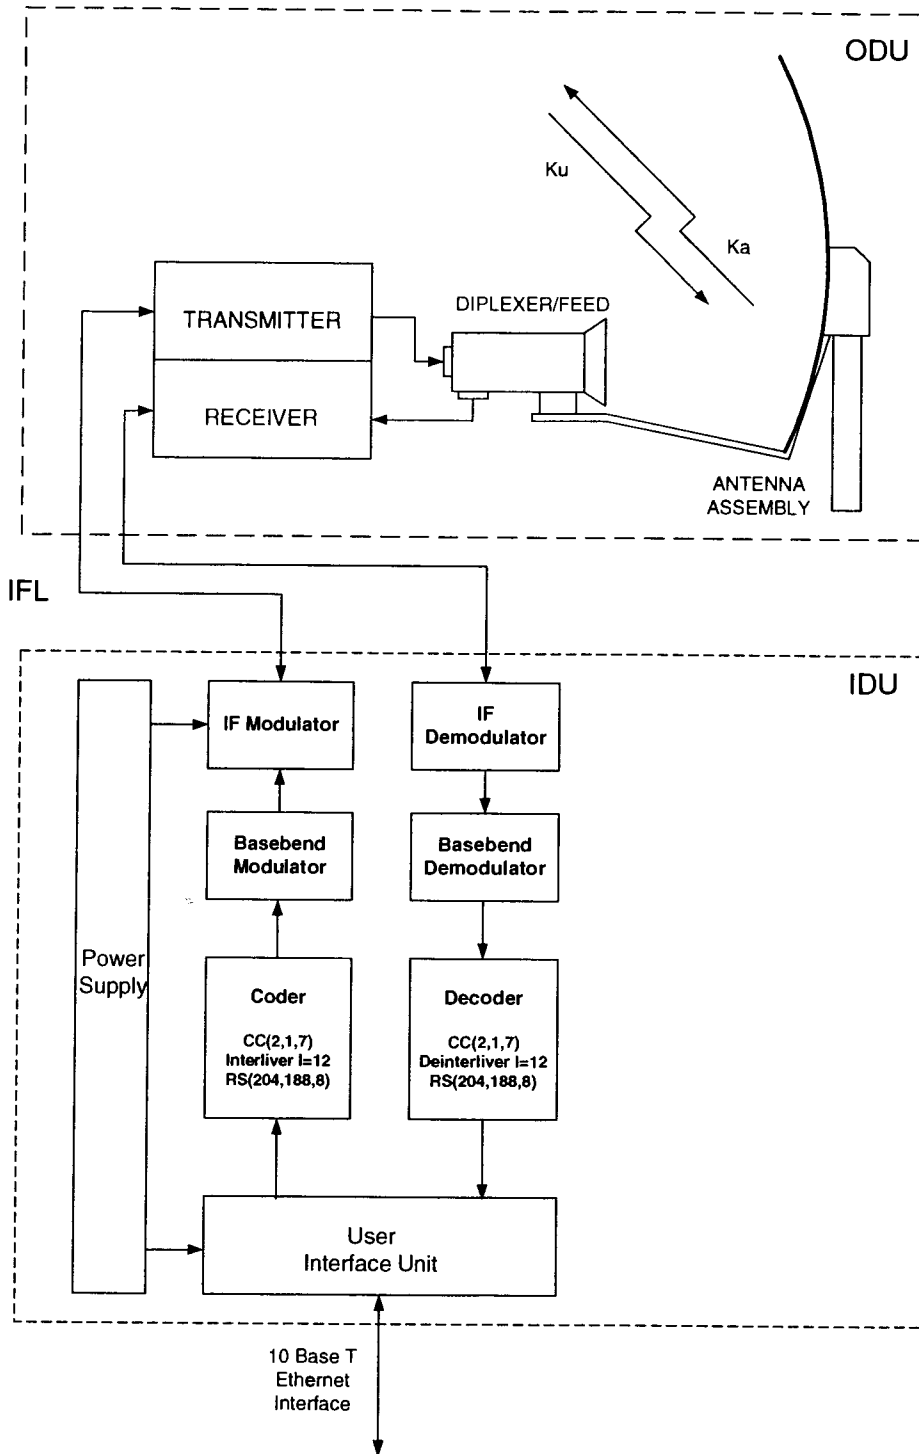 ODU
Ku
Ka
DIPLEXER/FEED
TRANSMITTER
RECEIVER
ANTENNA
ASSEMBLY
IFL
IDU
IF Modulator
IF
Demodulator
Basebend
Modulator
Basebend
Demodulator
Power
Supply
Coder
CC(2,1,7)
Interliver I=12
RS(204,188,8)
Decoder
CC(2,1,7)
Deinterliver I=12
RS(204,188,8)
User
Interface Unit
10 Base T
Ethernet
Interface